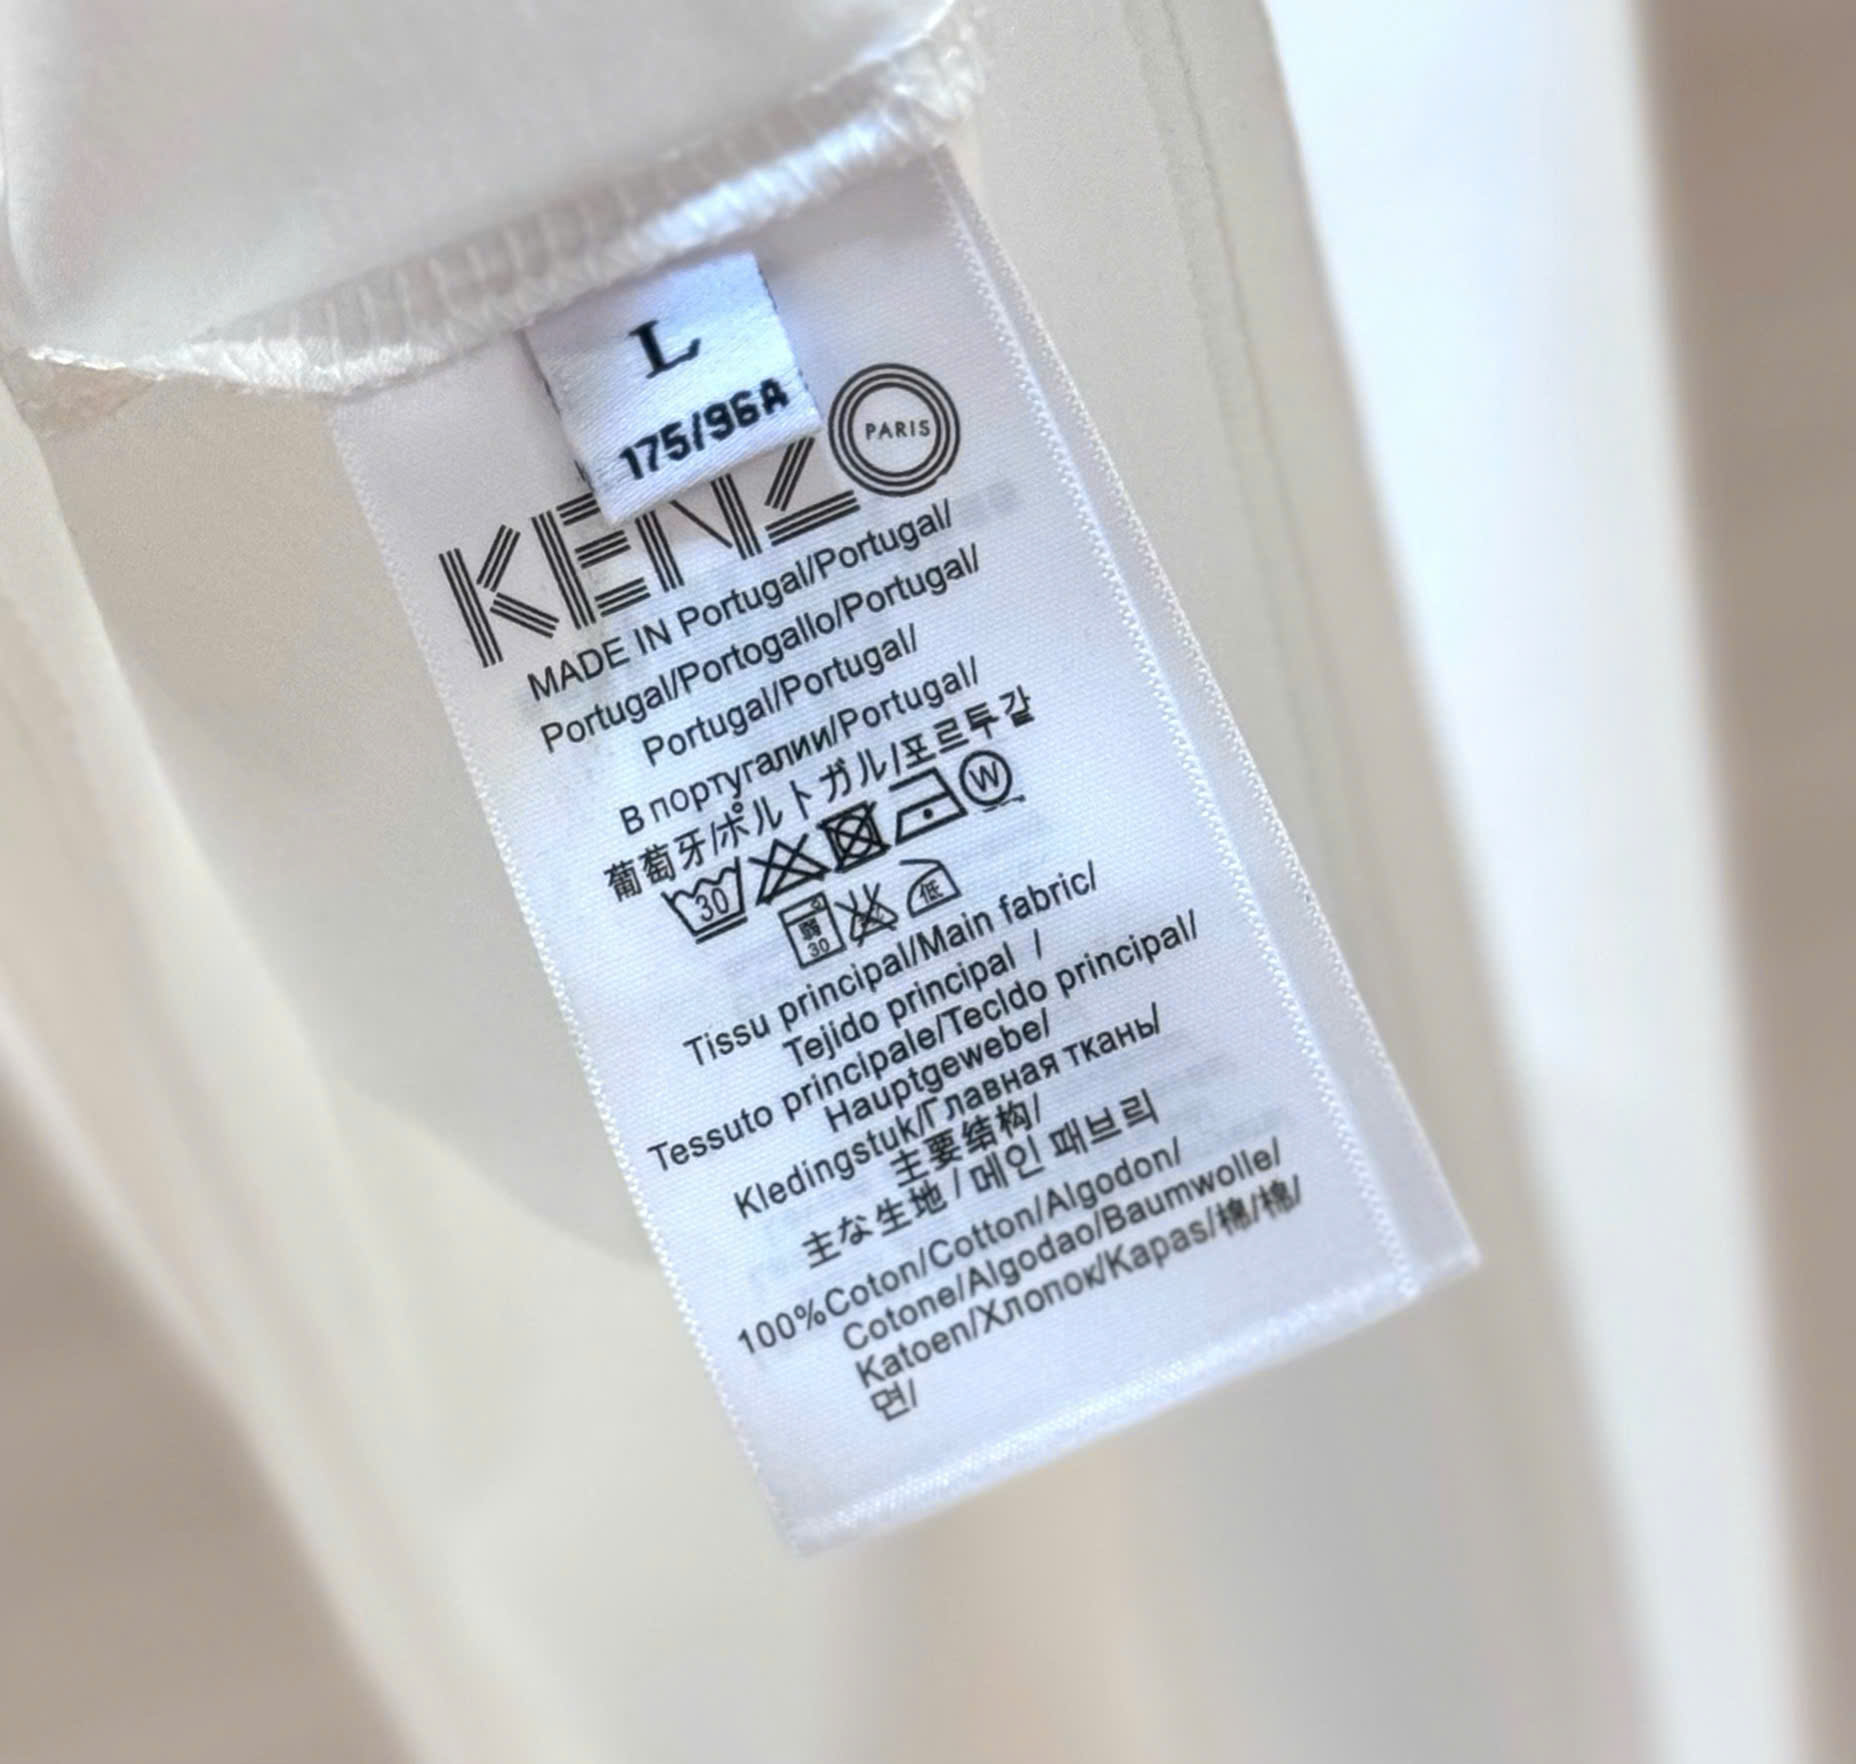 L
175/96A
KENZO
PARIS
MADE IN Portugal/Portugal/
Portugal/Portogallo/Portugal/
Portugal/Portugal/
В португалии/Portugal/
葡萄牙/ポルトガル/포르투갈
W
30
弱
30
低
Tissu principal/Main fabric/
Tejido principal /
Tessuto principale/Tecldo principal/
Hauptgewebe/
Kledingstuk/Главная ткань/
主要结构/
主な生地/메인 패브리
100%Coton/Cotton/Algodon/
Cotone/Algodao/Baumwolle/
Katoen/Хлопок/Kapas/棉/棉/
면/